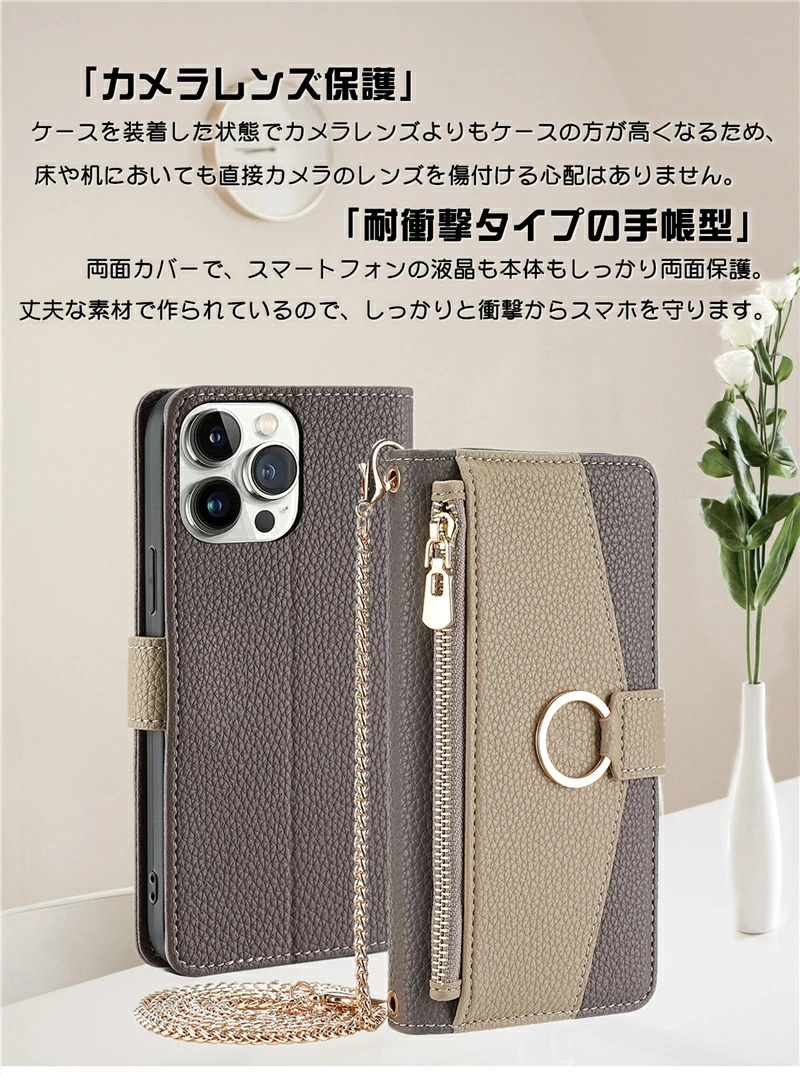 「カメラレンズ保護」
ケースを装着した状態でカメラレンズよりもケースの方が高くなるため、
床や机においても直接カメラのレンズを傷付ける心配はありません。
「耐衝撃タイプの手帳型」
両面カバーで、スマートフォンの液晶も本体もしっかり両面保護。
丈夫な素材で作られているので、しっかりと衝撃からスマホを守ります。